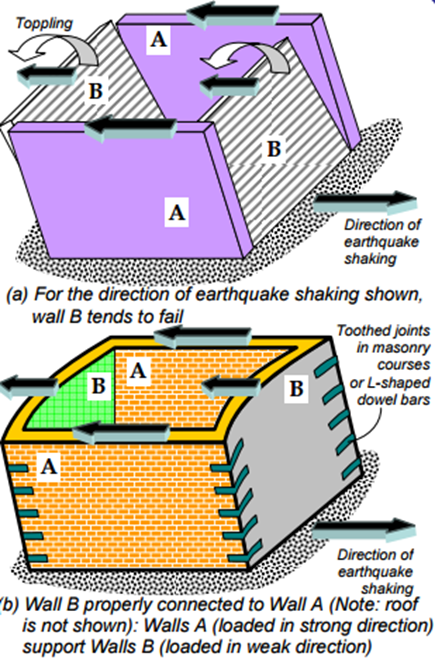 Toppling
A
B
B
A
Direction of
earthquake
shaking
(a) For the direction of earthquake shaking shown,
wall B tends to fail
Toothed joints
in masonry
courses
or L-shaped
dowel bars
B
A
B
A
Direction of
earthquake
shaking
(b) Wall B properly connected to Wall A (Note: roof
is not shown): Walls A (loaded in strong direction)
support Walls B (loaded in weak direction)